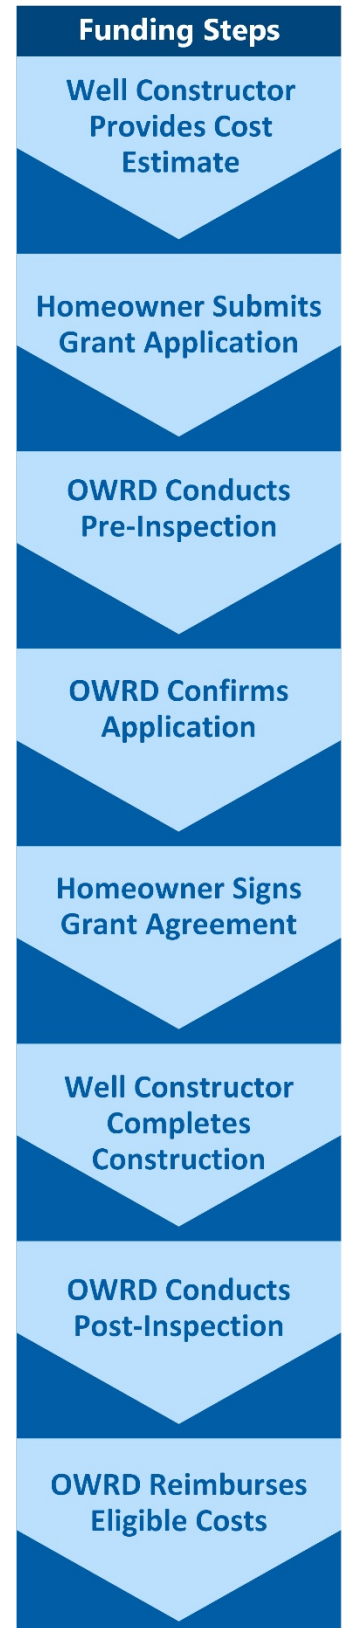 Funding Steps
Well Constructor
Provides Cost
Estimate
Homeowner Submits
Grant Application
OWRD Conducts
Pre-Inspection
OWRD Confirms
Application
Homeowner Signs
Grant Agreement
Well Constructor
Completes
Construction
OWRD Conducts
Post-Inspection
OWRD Reimburses
Eligible Costs